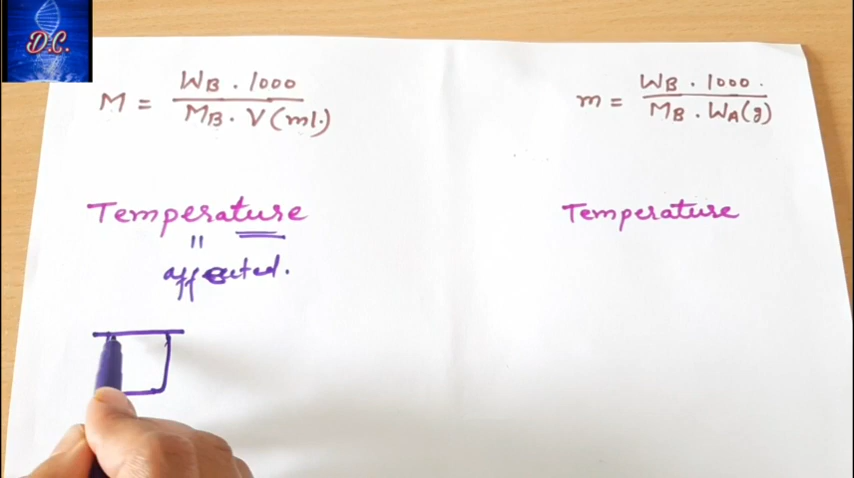 D.C.
M = WB . 1000 / MB . V (ml.)
m = WB . 1000 . / MB . WA (g)
Temperature
"
affected.
Temperature